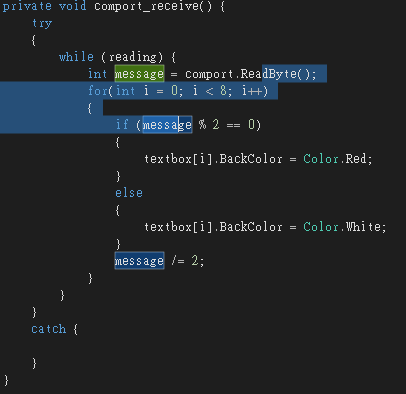 private void comport_receive() {
try
{
while (reading) {
int message = comport.ReadByte();
for(int i = 0; i < 8; i++)
{
if (message % 2 == 0)
{
textbox[i].BackColor = Color.Red;
}
else
{
textbox[i].BackColor = Color.White;
}
message /= 2;
}
}
}
catch {
}
}